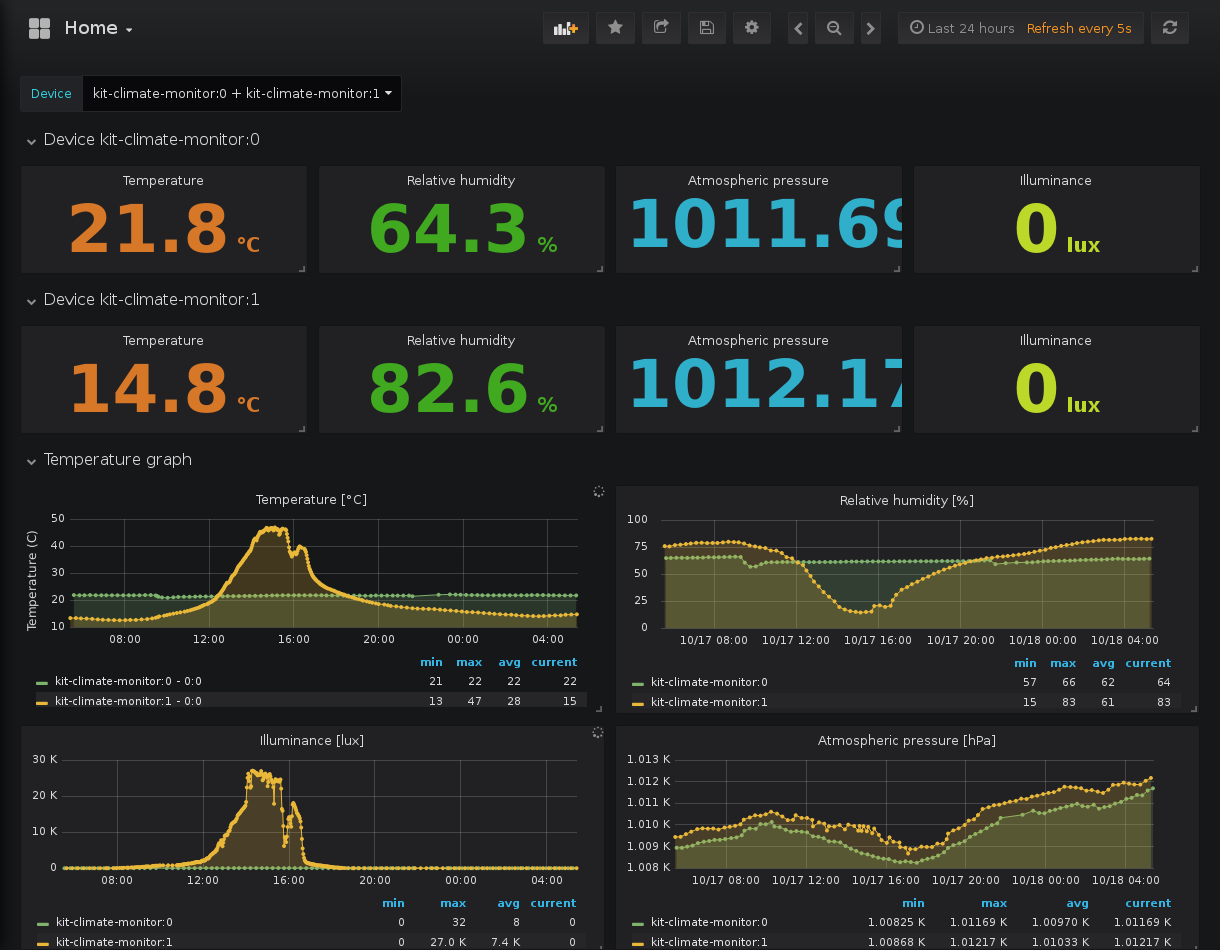 Home
Last 24 hours Refresh every 5s
Device kit-climate-monitor:0 + kit-climate-monitor:1
Device kit-climate-monitor:0
Temperature
21.8 °C
Relative humidity
64.3 %
Atmospheric pressure
1011.69
Illuminance
0 lux
Device kit-climate-monitor:1
Temperature
14.8 °C
Relative humidity
82.6 %
Atmospheric pressure
1012.17
Illuminance
0 lux
Temperature graph
Temperature [°C]
Temperature (C)
50
40
30
20
10
08:00 12:00 16:00 20:00 00:00 04:00
min max avg current
kit-climate-monitor:0 - 0:0 21 22 22 22
kit-climate-monitor:1 - 0:0 13 47 28 15
Relative humidity [%]
100
75
50
25
0
10/17 08:00 10/17 12:00 10/17 16:00 10/17 20:00 10/18 00:00 10/18 04:00
min max avg current
kit-climate-monitor:0 57 66 62 64
kit-climate-monitor:1 15 83 61 83
Illuminance [lux]
30 K
20 K
10 K
0
08:00 12:00 16:00 20:00 00:00 04:00
min max avg current
kit-climate-monitor:0 0 32 8 0
kit-climate-monitor:1 0 27.0 K 7.4 K 0
Atmospheric pressure [hPa]
1.013 K
1.012 K
1.011 K
1.010 K
1.009 K
1.008 K
10/17 08:00 10/17 12:00 10/17 16:00 10/17 20:00 10/18 00:00 10/18 04:00
min max avg current
kit-climate-monitor:0 1.00825 K 1.01169 K 1.00970 K 1.01169 K
kit-climate-monitor:1 1.00868 K 1.01217 K 1.01033 K 1.01217 K